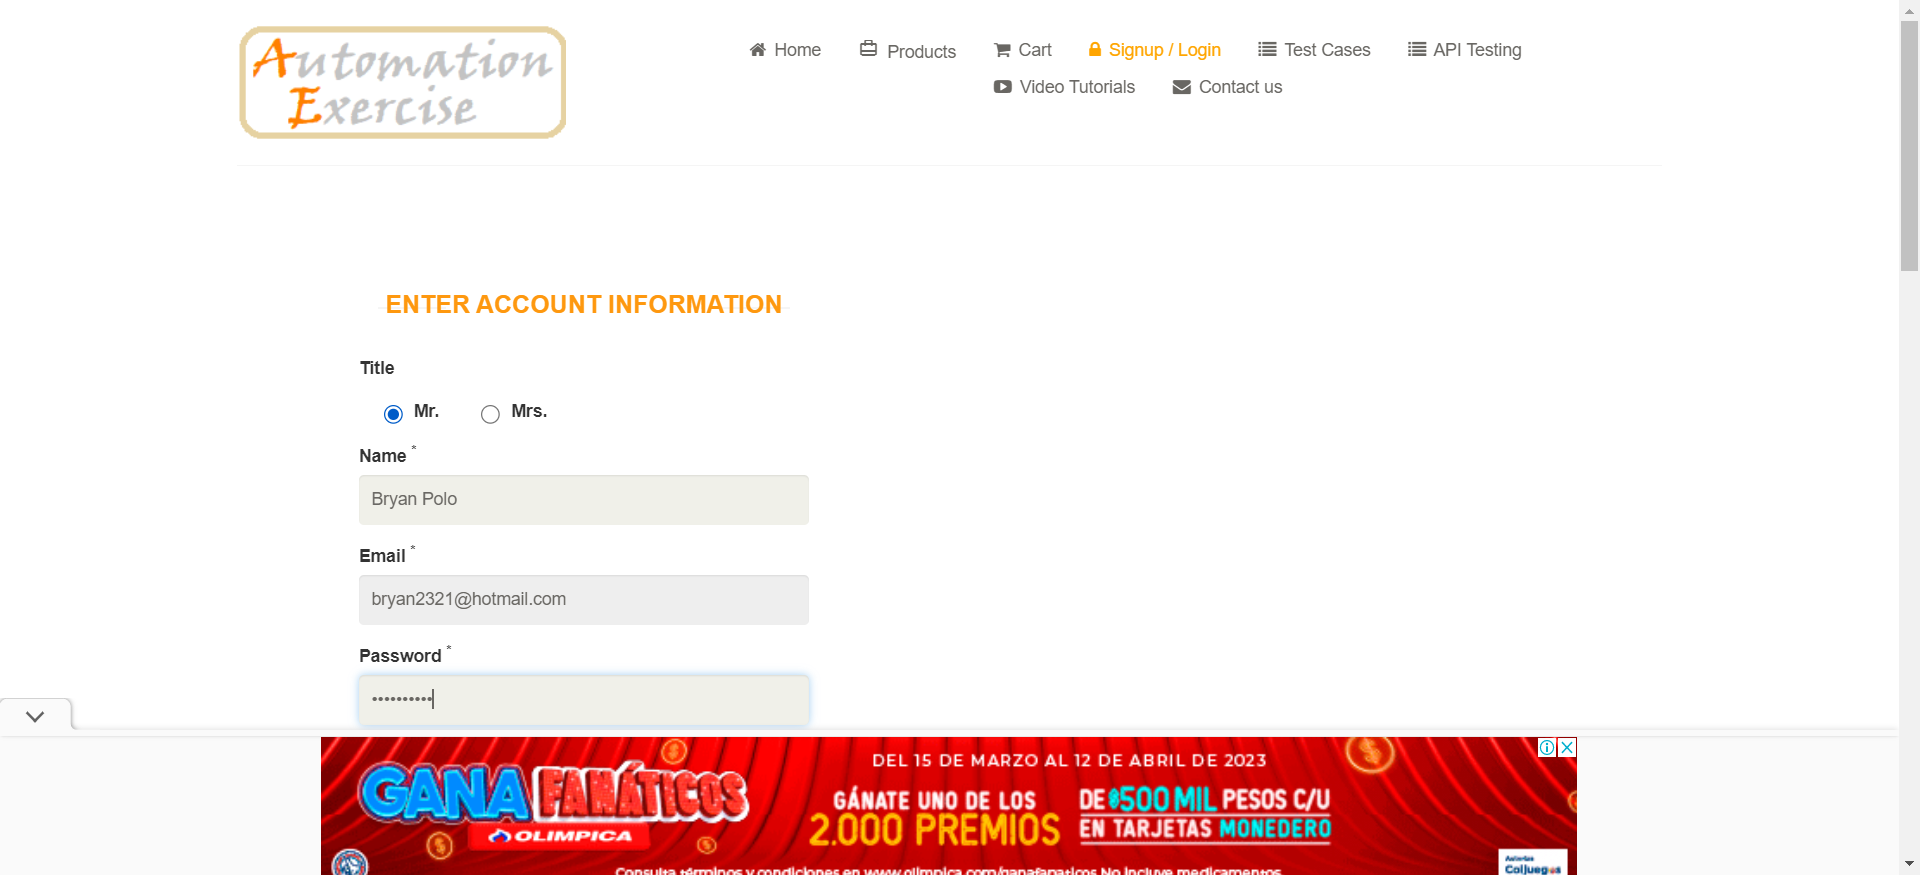 Automation
Exercise
Home Products Cart Signup / Login Test Cases API Testing
Video Tutorials Contact us
ENTER ACCOUNT INFORMATION
Title
Mr. Mrs.
Name *
Bryan Polo
Email *
bryan2321@hotmail.com
Password *
••••••••••
DEL 15 DE MARZO AL 12 DE ABRIL DE 2023
GANA FANÁTICOS
OLIMPICA
GÁNATE UNO DE LOS
2.000 PREMIOS
DE $500 MIL PESOS C/U
EN TARJETAS MONEDERO
Consulta términos y condiciones en www.olimpica.com/ganafanaticos No incluye medicamentos
Autoriza
Coljuegos